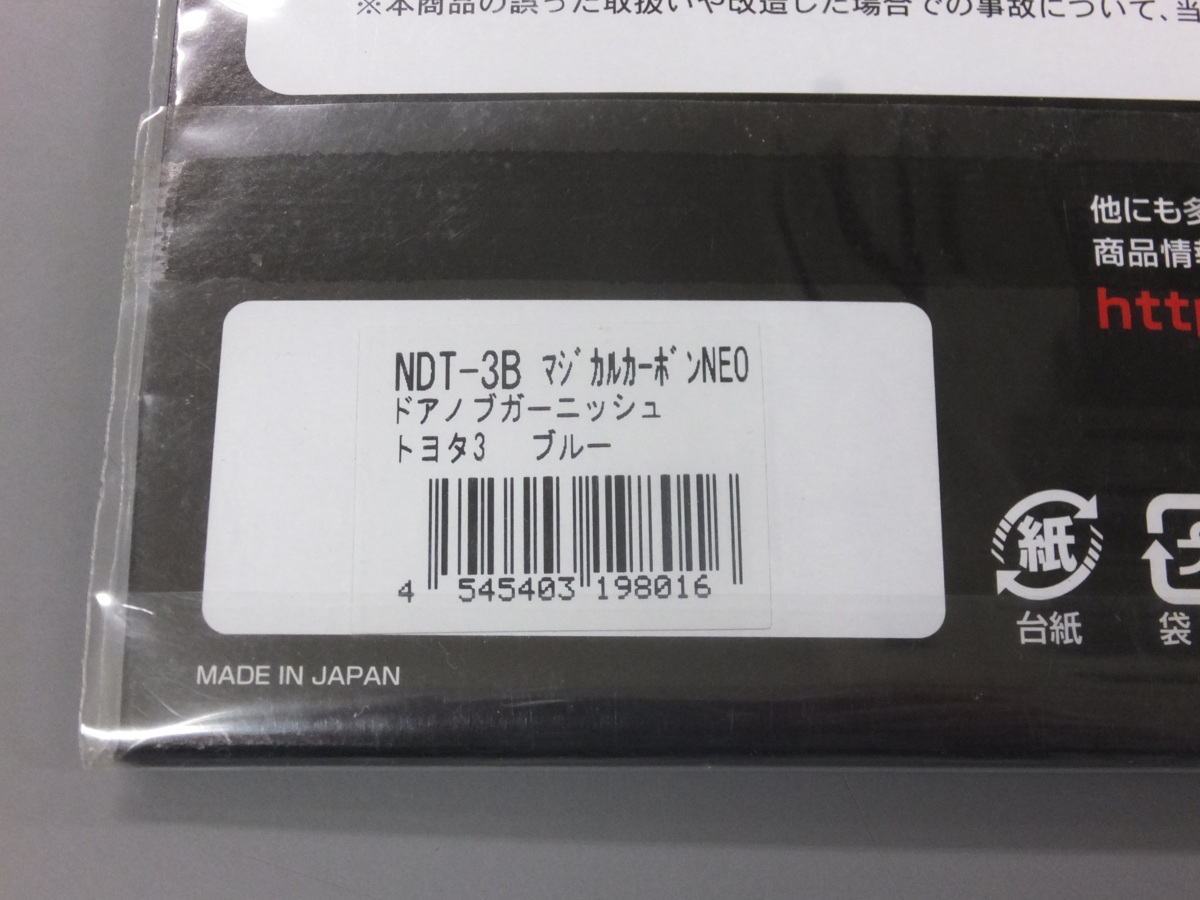 ※本商品の誤った取扱いや改造した場合での事故について、当
他にも多
商品情報
http
NDT-3B ﾏｼﾞｶﾙｶｰﾎﾞﾝNEO
ドアノブガーニッシュ
トヨタ3 ブルー
4 545403 198016
紙
台紙
袋
MADE IN JAPAN